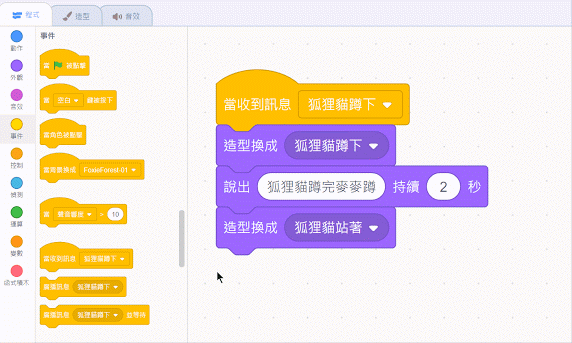 程式 造型 音效
事件
動作
外觀
音效
事件
控制
偵測
運算
變數
函式積木
當 被點擊
當 空白 鍵被按下
當角色被點擊
當背景換成 FoxieForest-01
當 聲音響度 > 10
當收到訊息 狐狸貓蹲下
廣播訊息 狐狸貓蹲下
廣播訊息 狐狸貓蹲下 並等待
當收到訊息 狐狸貓蹲下
造型換成 狐狸貓蹲下
說出 狐狸貓蹲完麥麥蹲 持續 2 秒
造型換成 狐狸貓站著